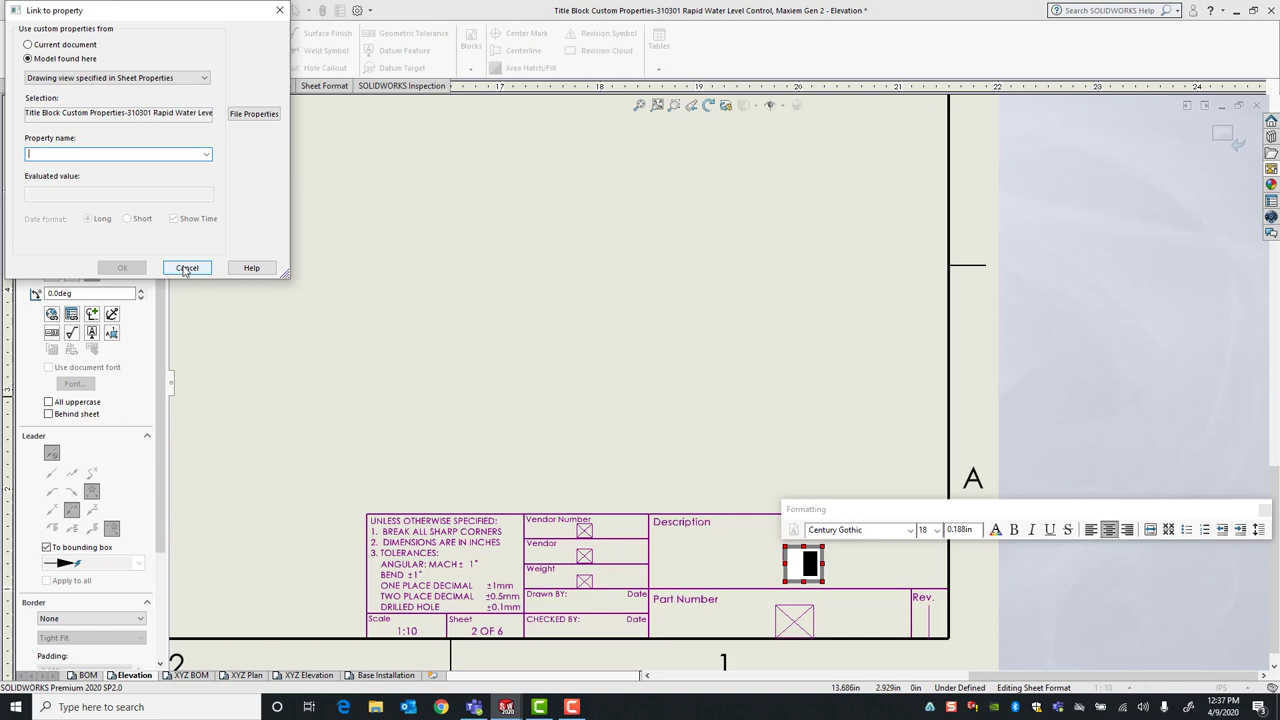 Link to property
Title Block Custom Properties-310301 Rapid Water Level Control, Maxiem Gen 2 - Elevation *
Search SOLIDWORKS Help
Use custom properties from
Current document
Model found here
Drawing view specified in Sheet Properties
Selection:
Title Block Custom Properties-310301 Rapid Water Leve
File Properties
Property name:
Evaluated value:
Date format:
Long
Short
Show Time
OK
Cancel
Help
Surface Finish
Geometric Tolerance
Center Mark
Revision Symbol
Weld Symbol
Datum Feature
Blocks
Centerline
Revision Cloud
Tables
Hole Callout
Datum Target
Area Hatch/Fill
Sheet Format
SOLIDWORKS Inspection
17
18
19
20
21
22
23
0.0deg
Use document font
Font...
All uppercase
Behind sheet
Leader
To bounding box
Apply to all
Border
None
Tight Fit
Padding:
A
Formatting
Century Gothic
18
0.188in
UNLESS OTHERWISE SPECIFIED:
1. BREAK ALL SHARP CORNERS
2. DIMENSIONS ARE IN INCHES
3. TOLERANCES:
ANGULAR: MACH± 1°
BEND ±1°
ONE PLACE DECIMAL ±1mm
TWO PLACE DECIMAL ±0.5mm
DRILLED HOLE ±0.1mm
Scale
1:10
Sheet
2 OF 6
Vendor Number
Vendor
Weight
Drawn BY: Date
CHECKED BY: Date
Description
Part Number
Rev.
2
1
BOM
Elevation
XYZ BOM
XYZ Plan
XYZ Elevation
Base Installation
SOLIDWORKS Premium 2020 SP2.0
13.686in
2.929in
0in
Under Defined
Editing Sheet Format
1:10
IPS
Type here to search
12:37 PM
4/9/2020